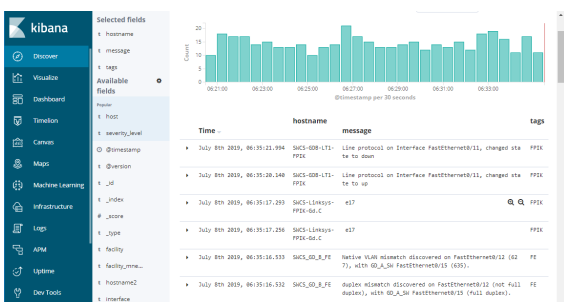 kibana
Discover
Visualize
Dashboard
Timelion
Canvas
Maps
Machine Learning
Infrastructure
Logs
APM
Uptime
Dev Tools
Selected fields
t hostname
t message
t tags
Available fields
Popular
t host
t severity_level
@timestamp
t @version
t _id
t _index
# _score
t _type
t facility
t facility_mne...
t hostname2
t interface
Count
20
15
10
5
0
06:21:00 06:23:00 06:25:00 06:27:00 06:29:00 06:31:00 06:33:00
@timestamp per 30 seconds
Time hostname message tags
July 8th 2019, 06:35:21.994 SWCS-GDB-LT1-FPIK Line protocol on Interface FastEthernet0/11, changed state to down FPIK
July 8th 2019, 06:35:20.140 SWCS-GDB-LT1-FPIK Line protocol on Interface FastEthernet0/11, changed state to up FPIK
July 8th 2019, 06:35:17.293 SWCS-Linksys-FPIK-Gd.C e17 FPIK
July 8th 2019, 06:35:17.256 SWCS-Linksys-FPIK-Gd.C e17 FPIK
July 8th 2019, 06:35:16.533 SWCS_GD_B_FE Native VLAN mismatch discovered on FastEthernet0/12 (627), with GD_A_SW FastEthernet0/15 (635). FE
July 8th 2019, 06:35:16.532 SWCS_GD_B_FE duplex mismatch discovered on FastEthernet0/12 (not full duplex), with GD_A_SW FastEthernet0/15 (full duplex). FE